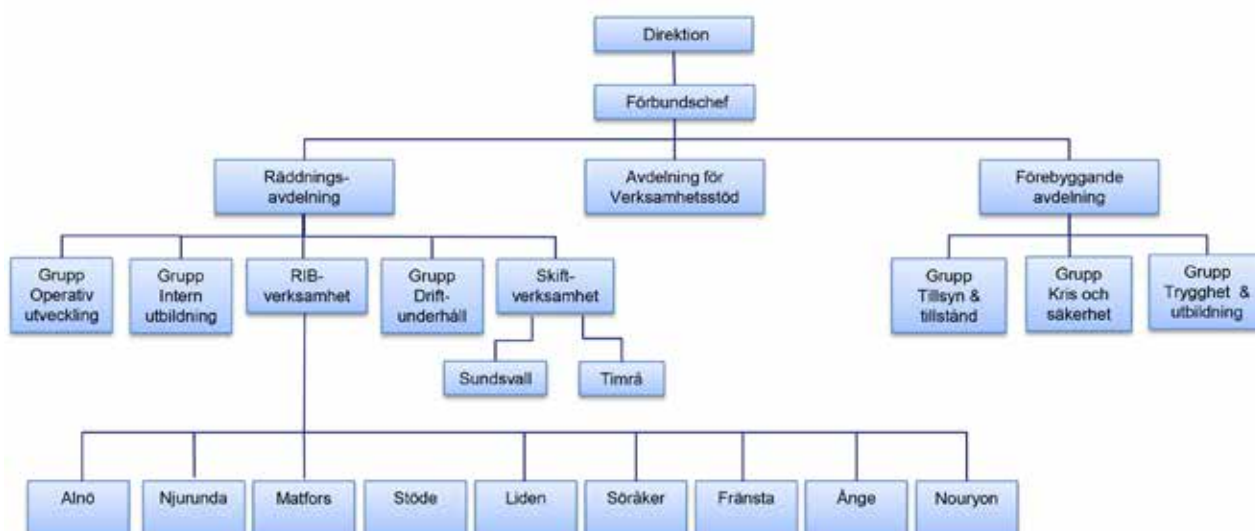 Direktion
Förbundschef
Räddnings-
avdelning
Avdelning för
Verksamhetsstöd
Förebyggande
avdelning
Grupp
Operativ
utveckling
Grupp
Intern
utbildning
RIB-
verksamhet
Grupp
Drift-
underhåll
Skift-
verksamhet
Grupp
Tillsyn &
tillstånd
Grupp
Kris och
säkerhet
Grupp
Trygghet &
utbildning
Sundsvall
Timrå
Alnö
Njurunda
Matfors
Stöde
Liden
Söråker
Fränsta
Ånge
Nouryon